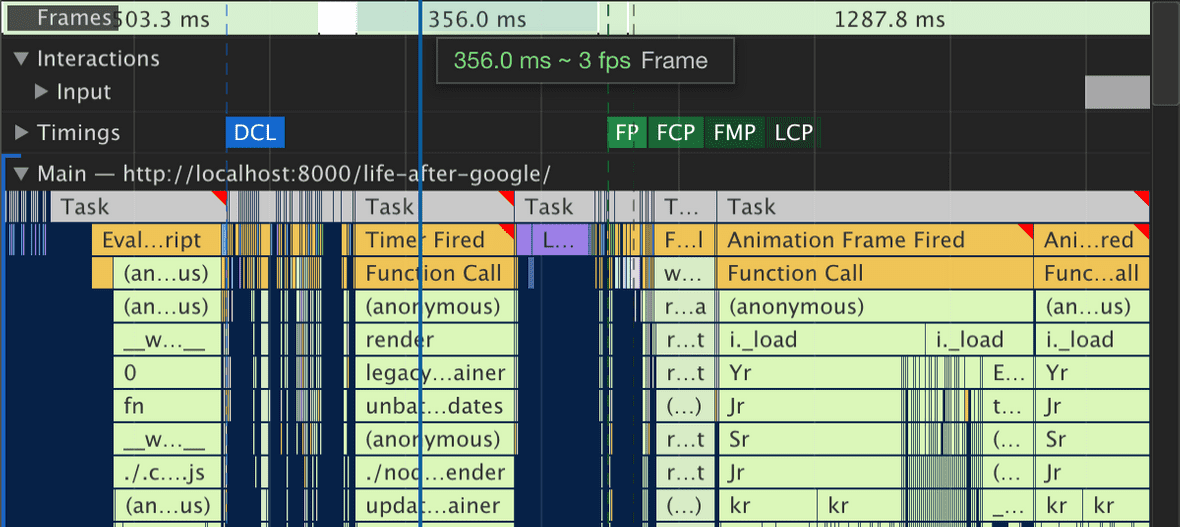 Frames 503.3 ms 356.0 ms 1287.8 ms
356.0 ms ~ 3 fps Frame
Interactions
Input
Timings DCL FP FCP FMP LCP
Main — http://localhost:8000/life-after-google/
Task Task Task T... Task
Eval...ript Timer Fired L... F...l Animation Frame Fired Ani...red
(an...us) Function Call w... Function Call Func...all
(an...us) (anonymous) r...a (anonymous) (an...us)
__w...__ render r...t i._load i._load i._load
0 legacy...ainer r...t Yr E... Yr
fn unbat...dates (...) Jr t... Jr
__w...__ (anonymous) r...t Sr (... Sr
./.c....js ./nod...ender r...t Jr (... Jr
(an...us) updat...ainer (...) kr kr _... kr kr